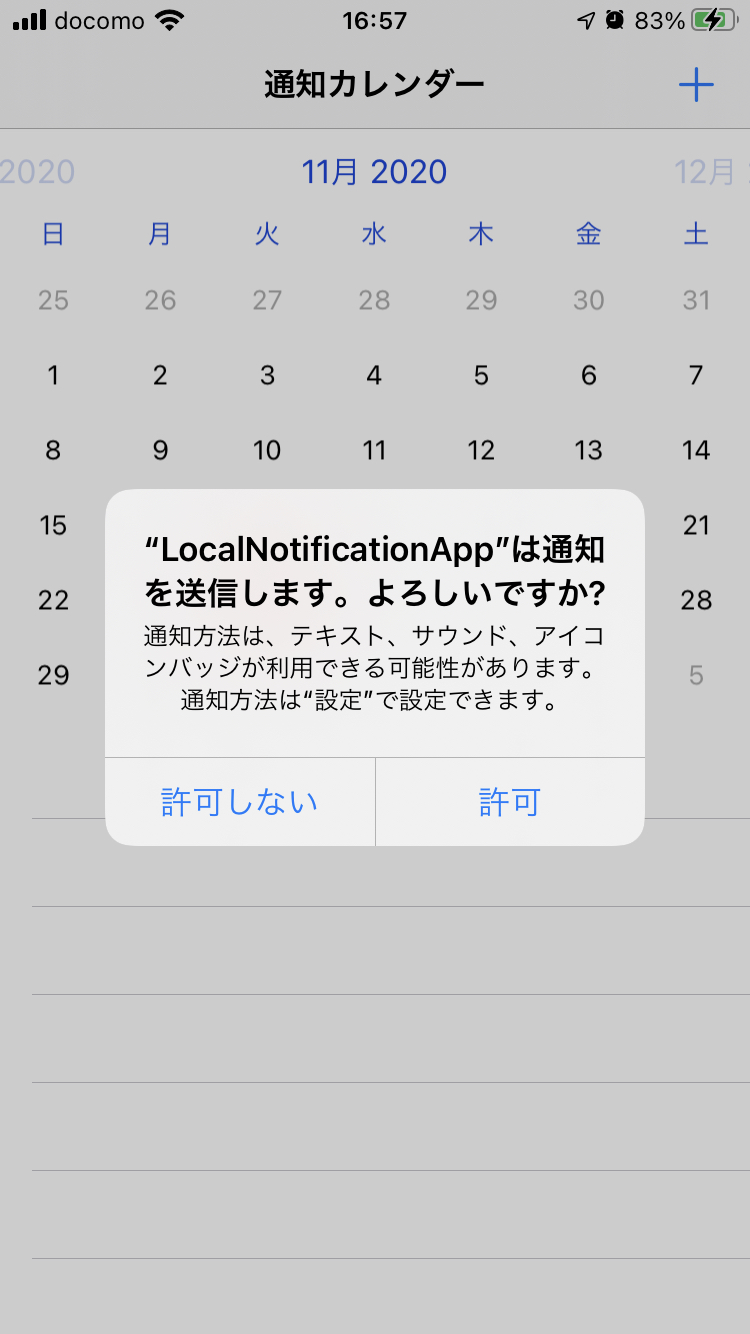 docomo 16:57 83%
通知カレンダー +
2020 11月 2020 12月
日 月 火 水 木 金 土
25 26 27 28 29 30 31
1 2 3 4 5 6 7
8 9 10 11 12 13 14
15 21
22 28
29 5
“LocalNotificationApp”は通知
を送信します。よろしいですか?
通知方法は、テキスト、サウンド、アイコ
ンバッジが利用できる可能性があります。
通知方法は“設定”で設定できます。
許可しない 許可